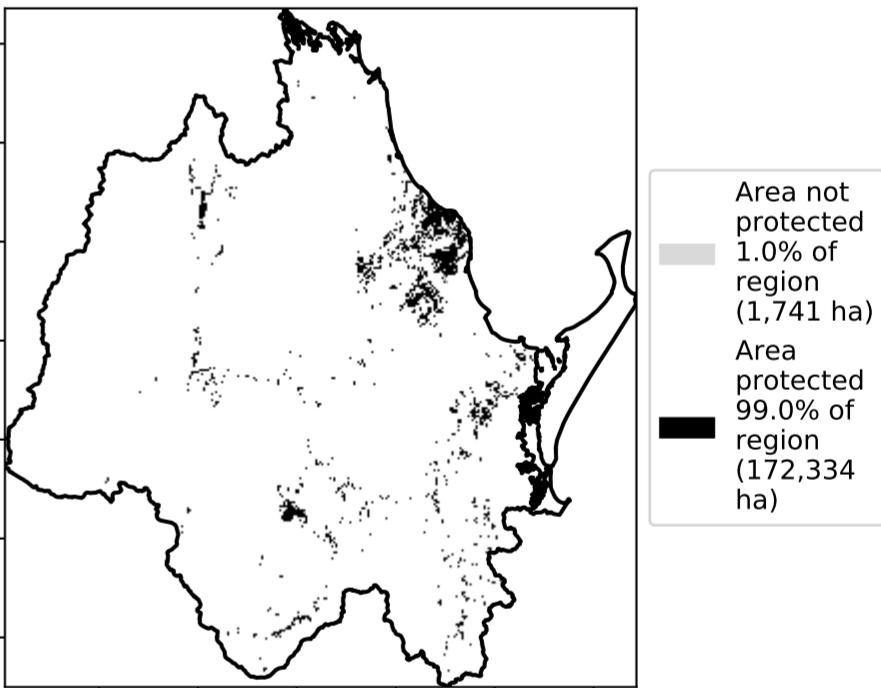 Area not
protected
1.0% of
region
(1,741 ha)
Area
protected
99.0% of
region
(172,334
ha)